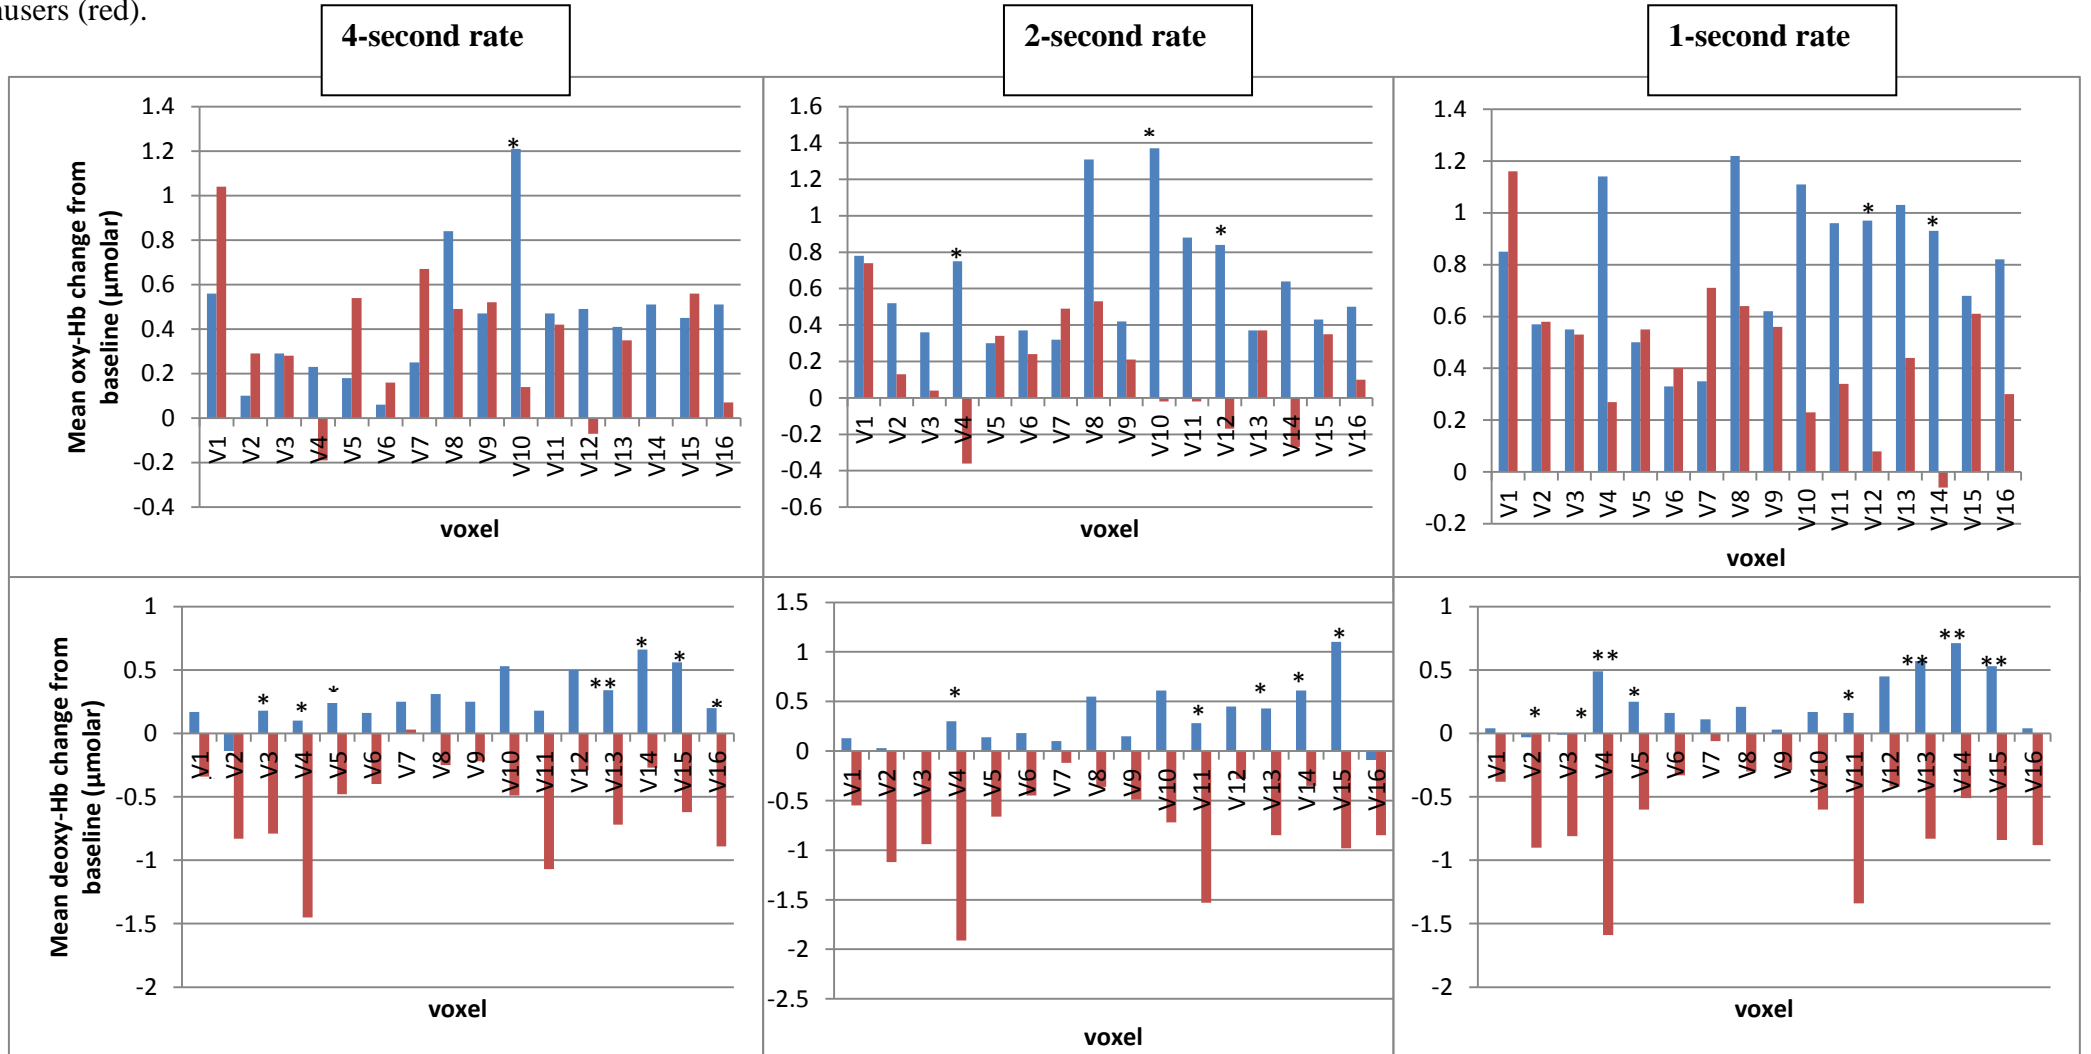 users (red).
4-second rate
2-second rate
1-second rate
Mean oxy-Hb change from
baseline (µmolar)
1.4
1.2
1
0.8
0.6
0.4
0.2
0
-0.2
-0.4
*
V1 V2 V3 V4 V5 V6 V7 V8 V9 V10 V11 V12 V13 V14 V15 V16
voxel
1.6
1.4
1.2
1
0.8
0.6
0.4
0.2
0
-0.2
-0.4
-0.6
* * *
V1 V2 V3 V4 V5 V6 V7 V8 V9 V10 V11 V12 V13 V14 V15 V16
voxel
1.4
1.2
1
0.8
0.6
0.4
0.2
0
-0.2
* *
V1 V2 V3 V4 V5 V6 V7 V8 V9 V10 V11 V12 V13 V14 V15 V16
voxel
Mean deoxy-Hb change from
baseline (µmolar)
1
0.5
0
-0.5
-1
-1.5
-2
* * * ** * * *
V1 V2 V3 V4 V5 V6 V7 V8 V9 V10 V11 V12 V13 V14 V15 V16
voxel
1.5
1
0.5
0
-0.5
-1
-1.5
-2
-2.5
* * * * *
V1 V2 V3 V4 V5 V6 V7 V8 V9 V10 V11 V12 V13 V14 V15 V16
voxel
1
0.5
0
-0.5
-1
-1.5
-2
* * ** * * ** ** **
V1 V2 V3 V4 V5 V6 V7 V8 V9 V10 V11 V12 V13 V14 V15 V16
voxel